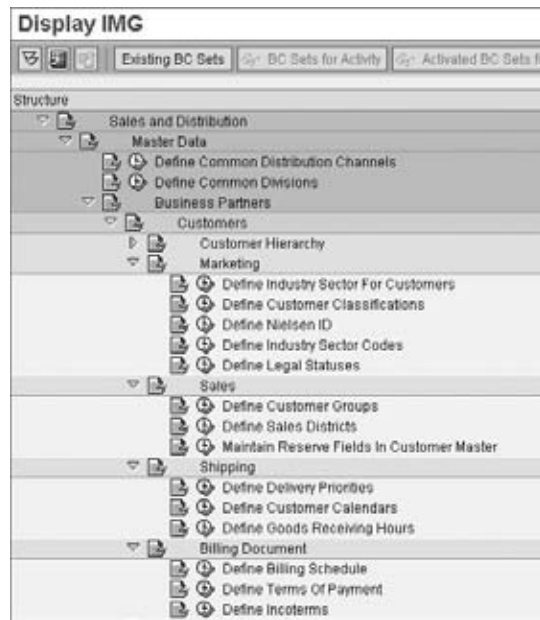 Display IMG
Existing BC Sets BC Sets for Activity Activated BC Sets f
Structure
Sales and Distribution
Master Data
Define Common Distribution Channels
Define Common Divisions
Business Partners
Customers
Customer Hierarchy
Marketing
Define Industry Sector For Customers
Define Customer Classifications
Define Nielsen ID
Define Industry Sector Codes
Define Legal Statuses
Sales
Define Customer Groups
Define Sales Districts
Maintain Reserve Fields In Customer Master
Shipping
Define Delivery Priorities
Define Customer Calendars
Define Goods Receiving Hours
Billing Document
Define Billing Schedule
Define Terms Of Payment
Define Incoterms